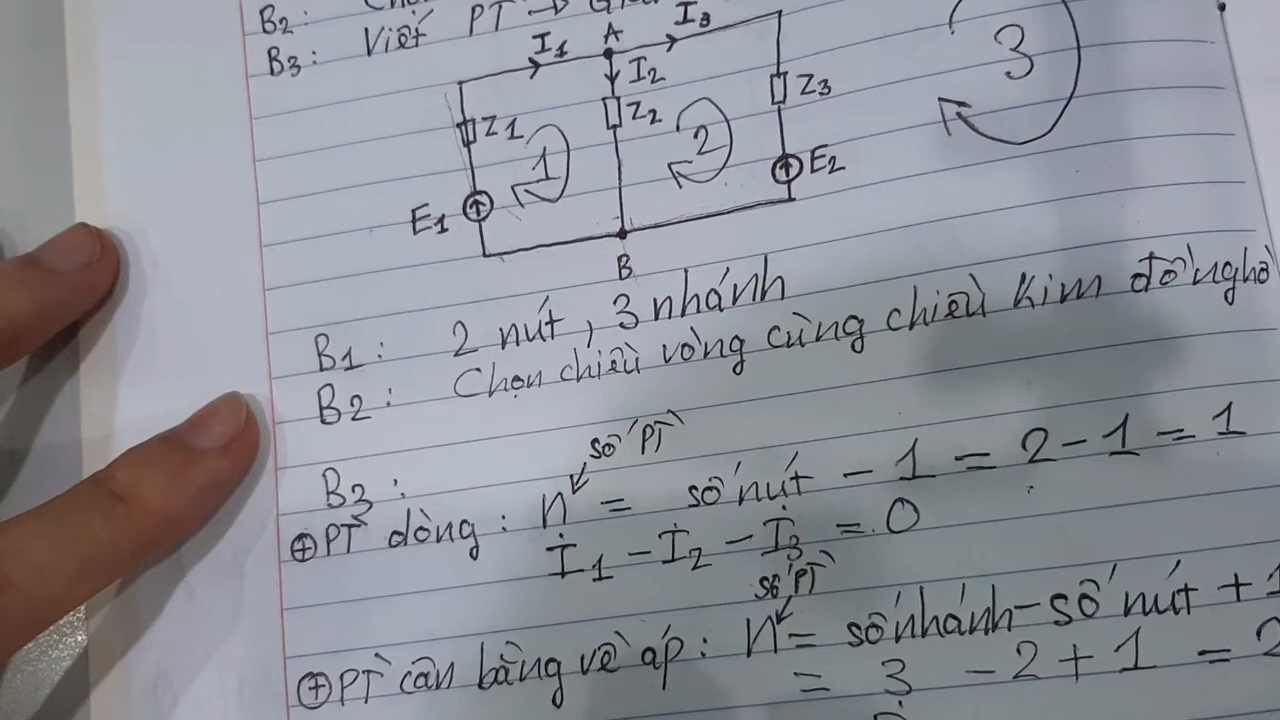 B2:
B3: Viết PT →
I1 A I3
I2
Z1 Z2 Z3
1 2 3
E1 E2
B
B1: 2 nút, 3 nhánh
B2: Chọn chiều vòng cùng chiều kim đồng hồ
B3:
số PT
⊕PT dòng: n = số nút - 1 = 2 - 1 = 1
İ1 - İ2 - İ3 = 0
số PT
⊕PT cân bằng về áp: n = số nhánh - số nút + 1
= 3 - 2 + 1 = 2